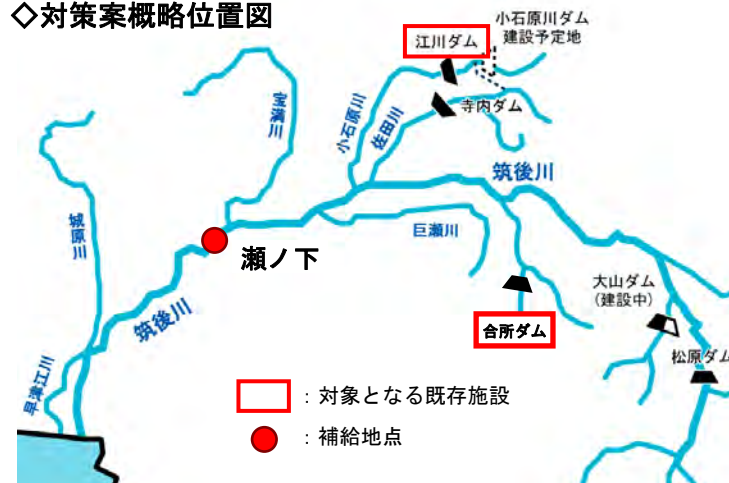 ◇対策案概略位置図
小石原川ダム
建設予定地
江川ダム
寺内ダム
宝満川
小石原川
佐田川
筑後川
城原川
巨瀬川
瀬ノ下
大山ダム
(建設中)
合所ダム
筑後川
松原ダム
早津江川
：対象となる既存施設
：補給地点